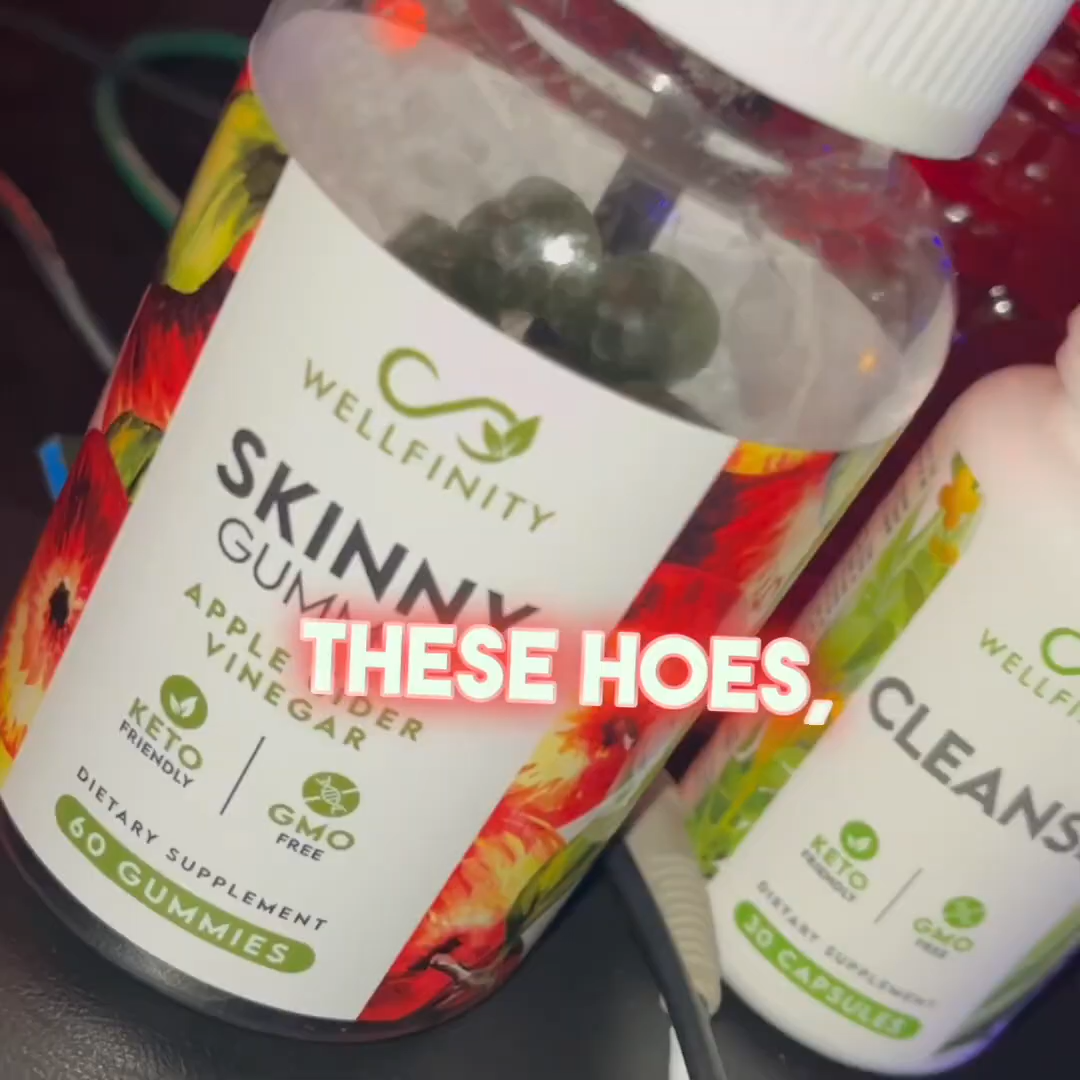 WELLFINITY
SKINNY
GUMM
APPLE CIDER
VINEGAR
THESE HOES,
KETO
FRIENDLY
GMO
FREE
DIETARY SUPPLEMENT
60 GUMMIES
WELLFI
CLEANS
KETO
FRIENDLY
GMO
FREE
DIETARY SUPPLEMENT
30 CAPSULES